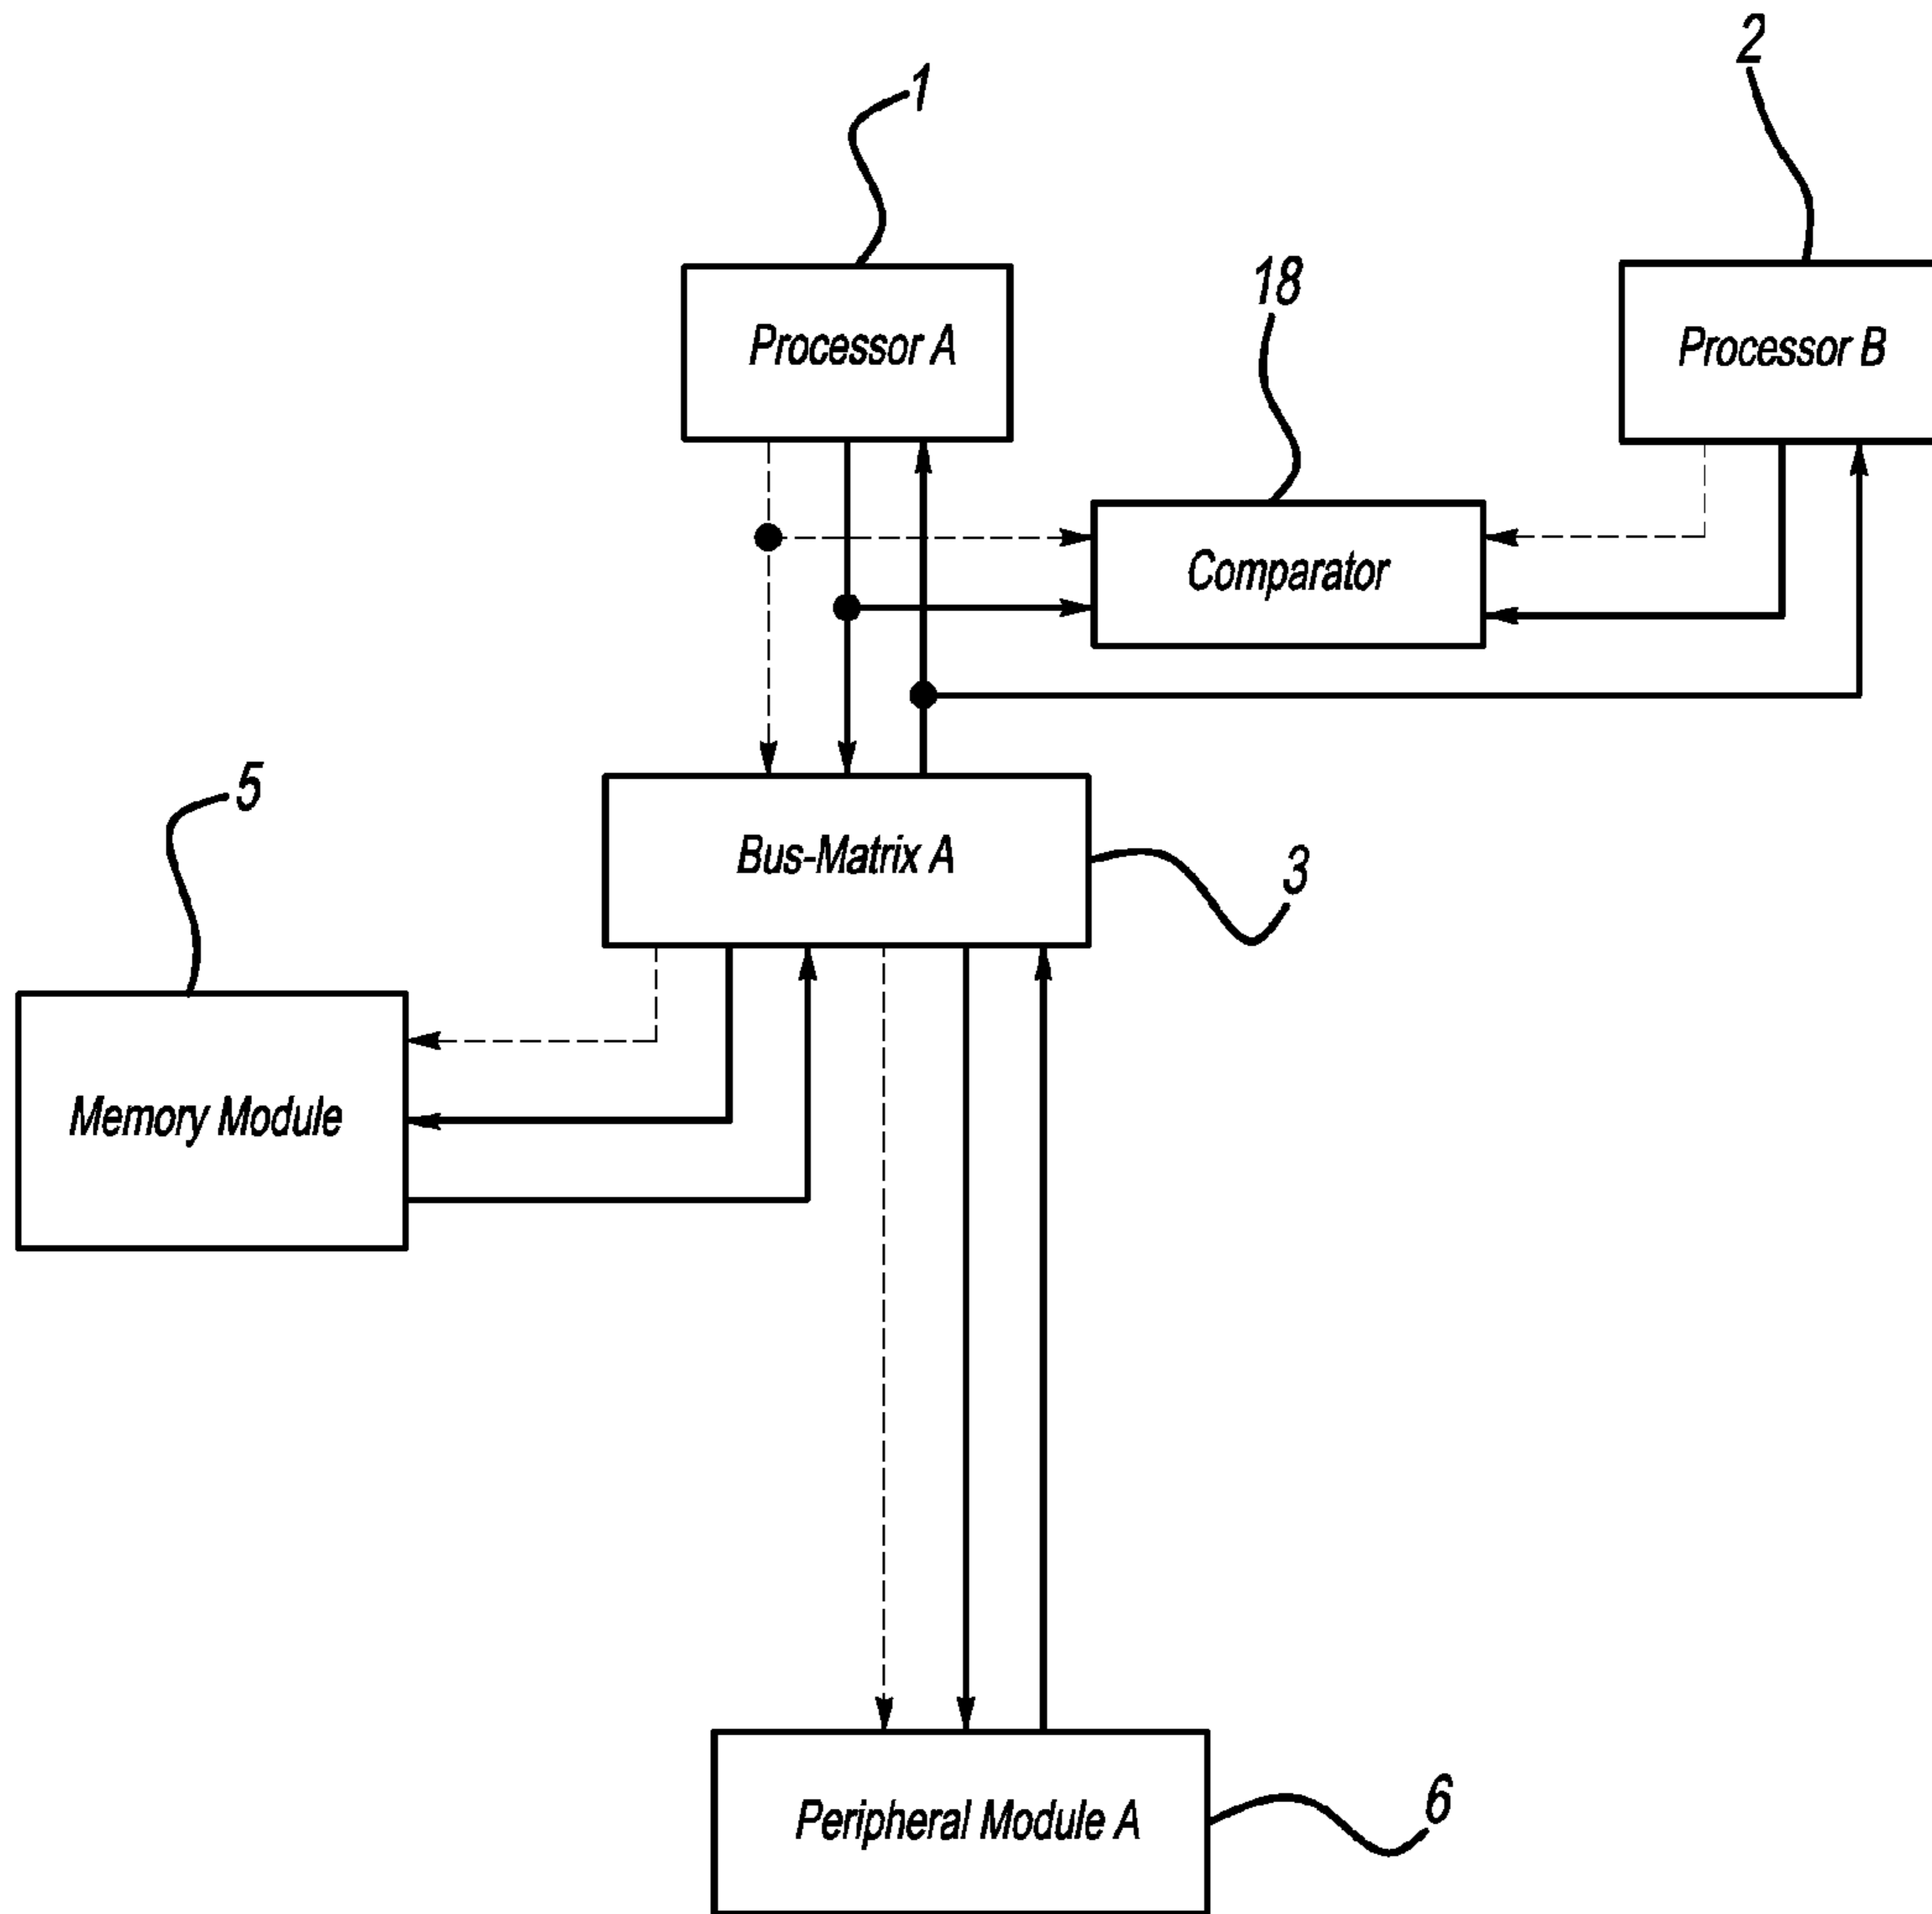 2
1
18
Processor A
Processor B
Comparator
5
Bus-Matrix A
3
Memory Module
Peripheral Module A
6